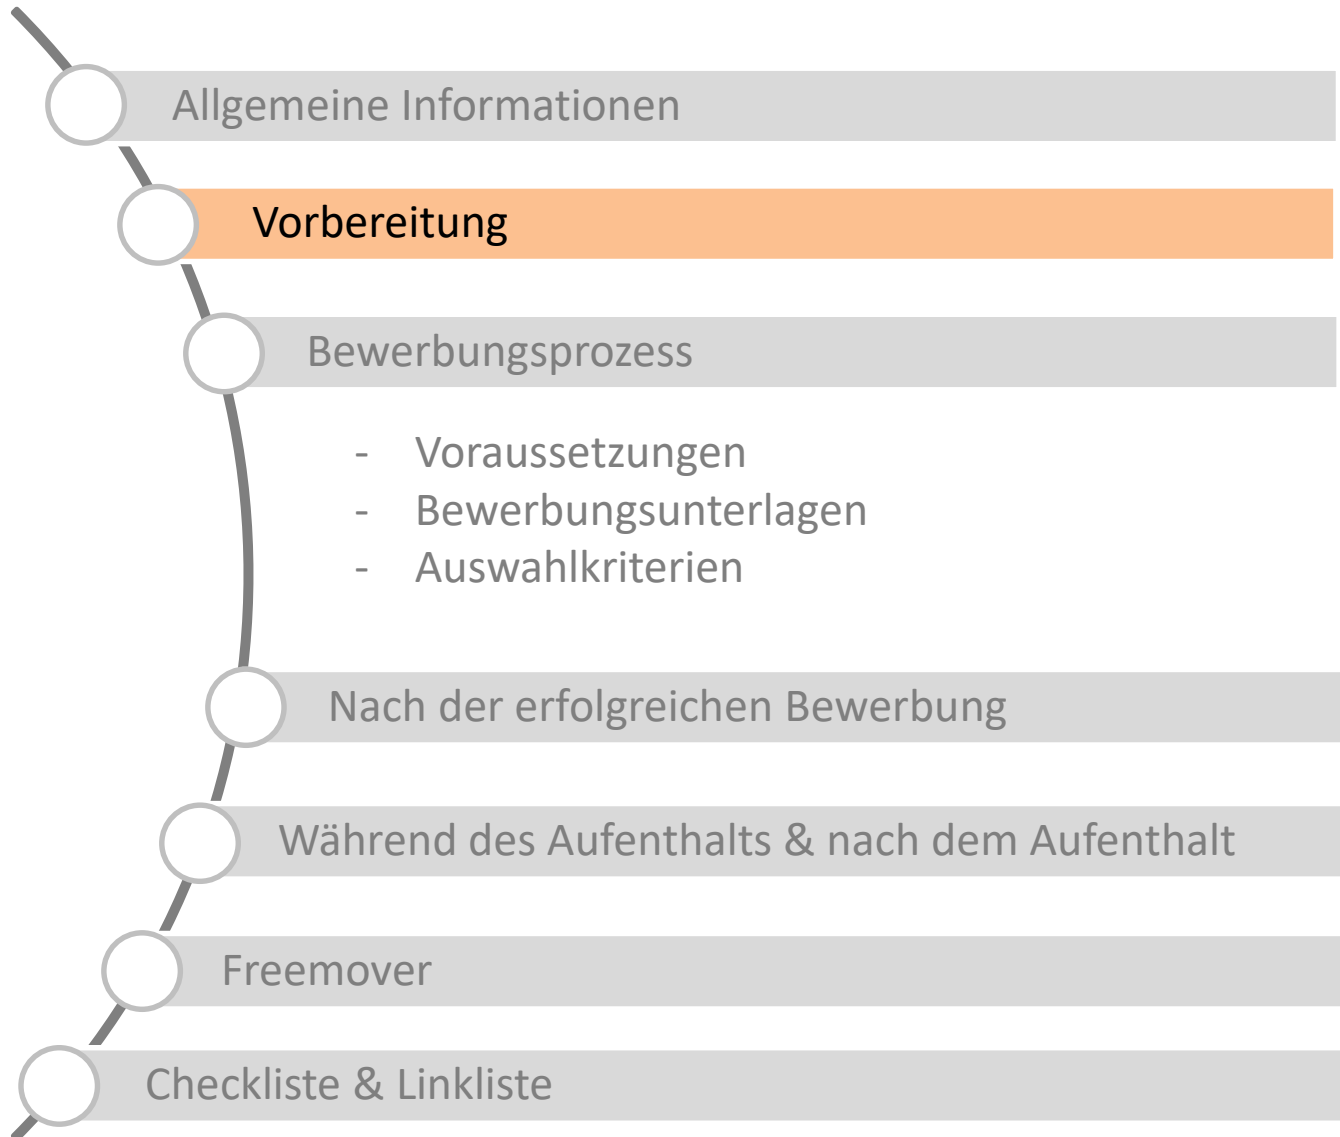 Allgemeine Informationen
Vorbereitung
Bewerbungsprozess
- Voraussetzungen
- Bewerbungsunterlagen
- Auswahlkriterien
Nach der erfolgreichen Bewerbung
Während des Aufenthalts & nach dem Aufenthalt
Freemover
Checkliste & Linkliste